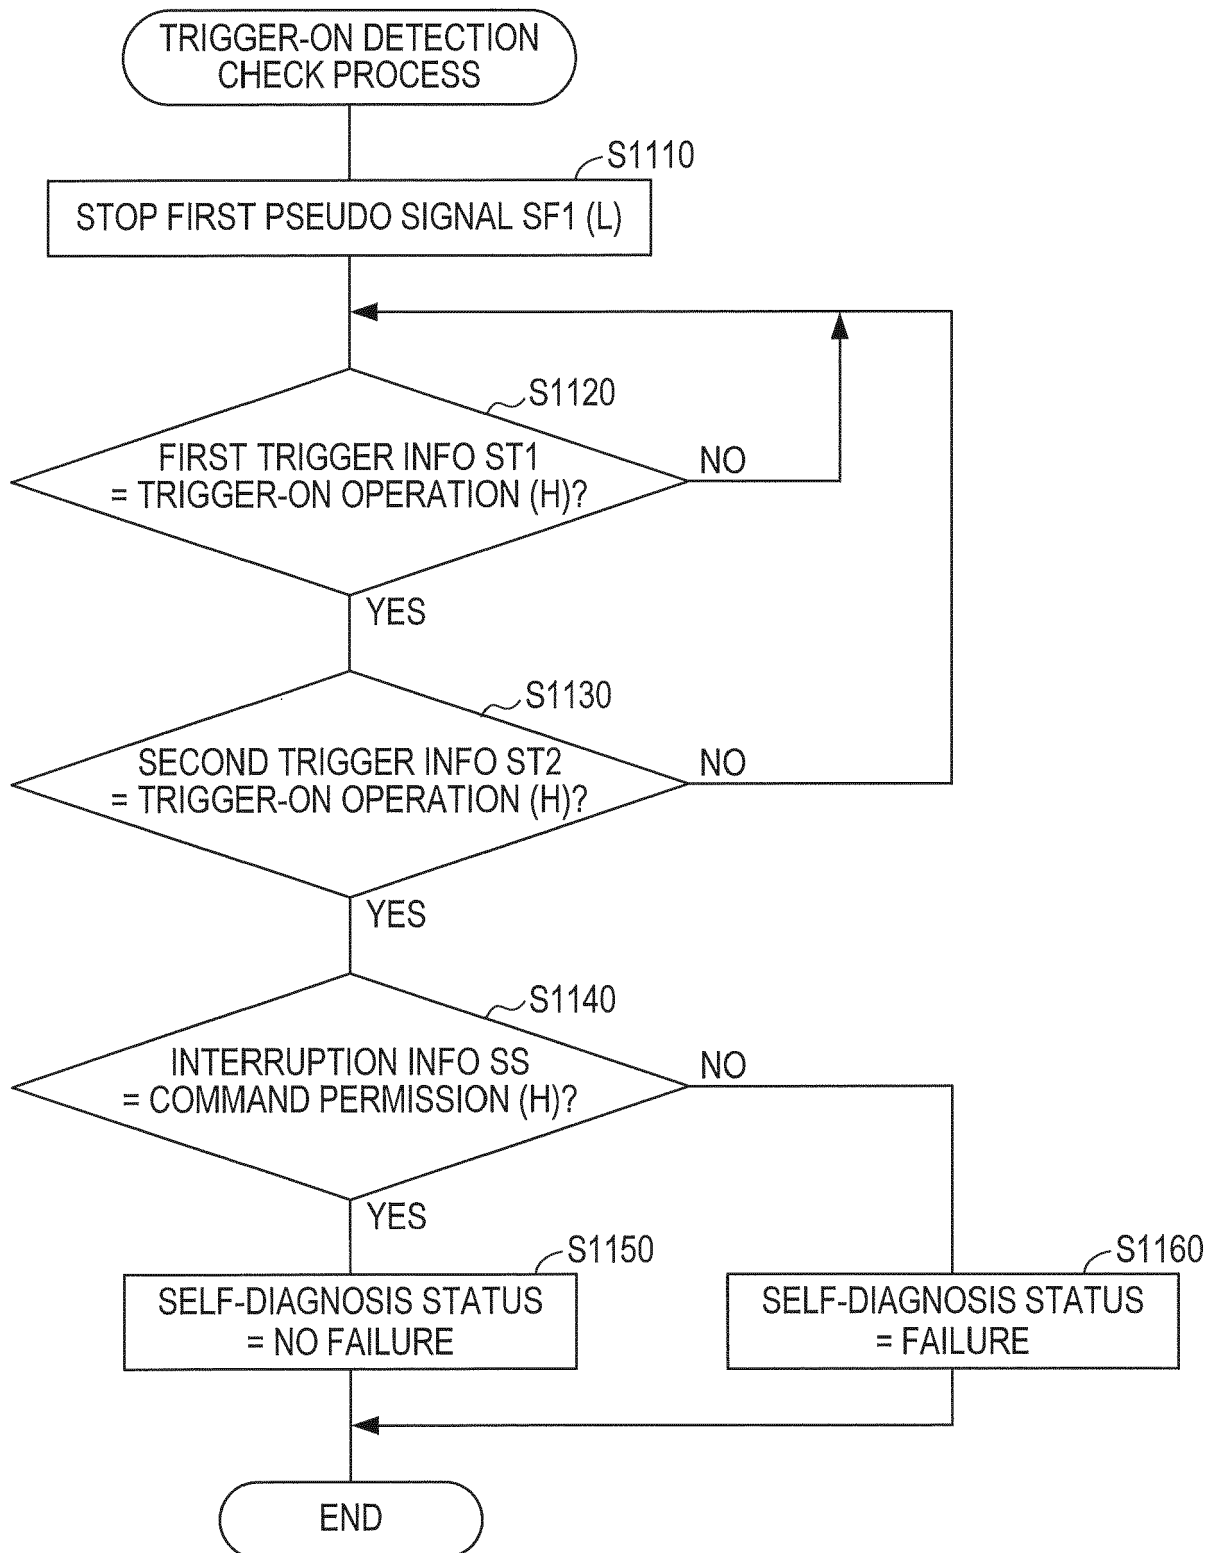 TRIGGER-ON DETECTION
CHECK PROCESS
S1110
STOP FIRST PSEUDO SIGNAL SF1 (L)
S1120
FIRST TRIGGER INFO ST1
= TRIGGER-ON OPERATION (H)?
NO
YES
S1130
SECOND TRIGGER INFO ST2
= TRIGGER-ON OPERATION (H)?
NO
YES
S1140
INTERRUPTION INFO SS
= COMMAND PERMISSION (H)?
NO
YES
S1150
SELF-DIAGNOSIS STATUS
= NO FAILURE
S1160
SELF-DIAGNOSIS STATUS
= FAILURE
END